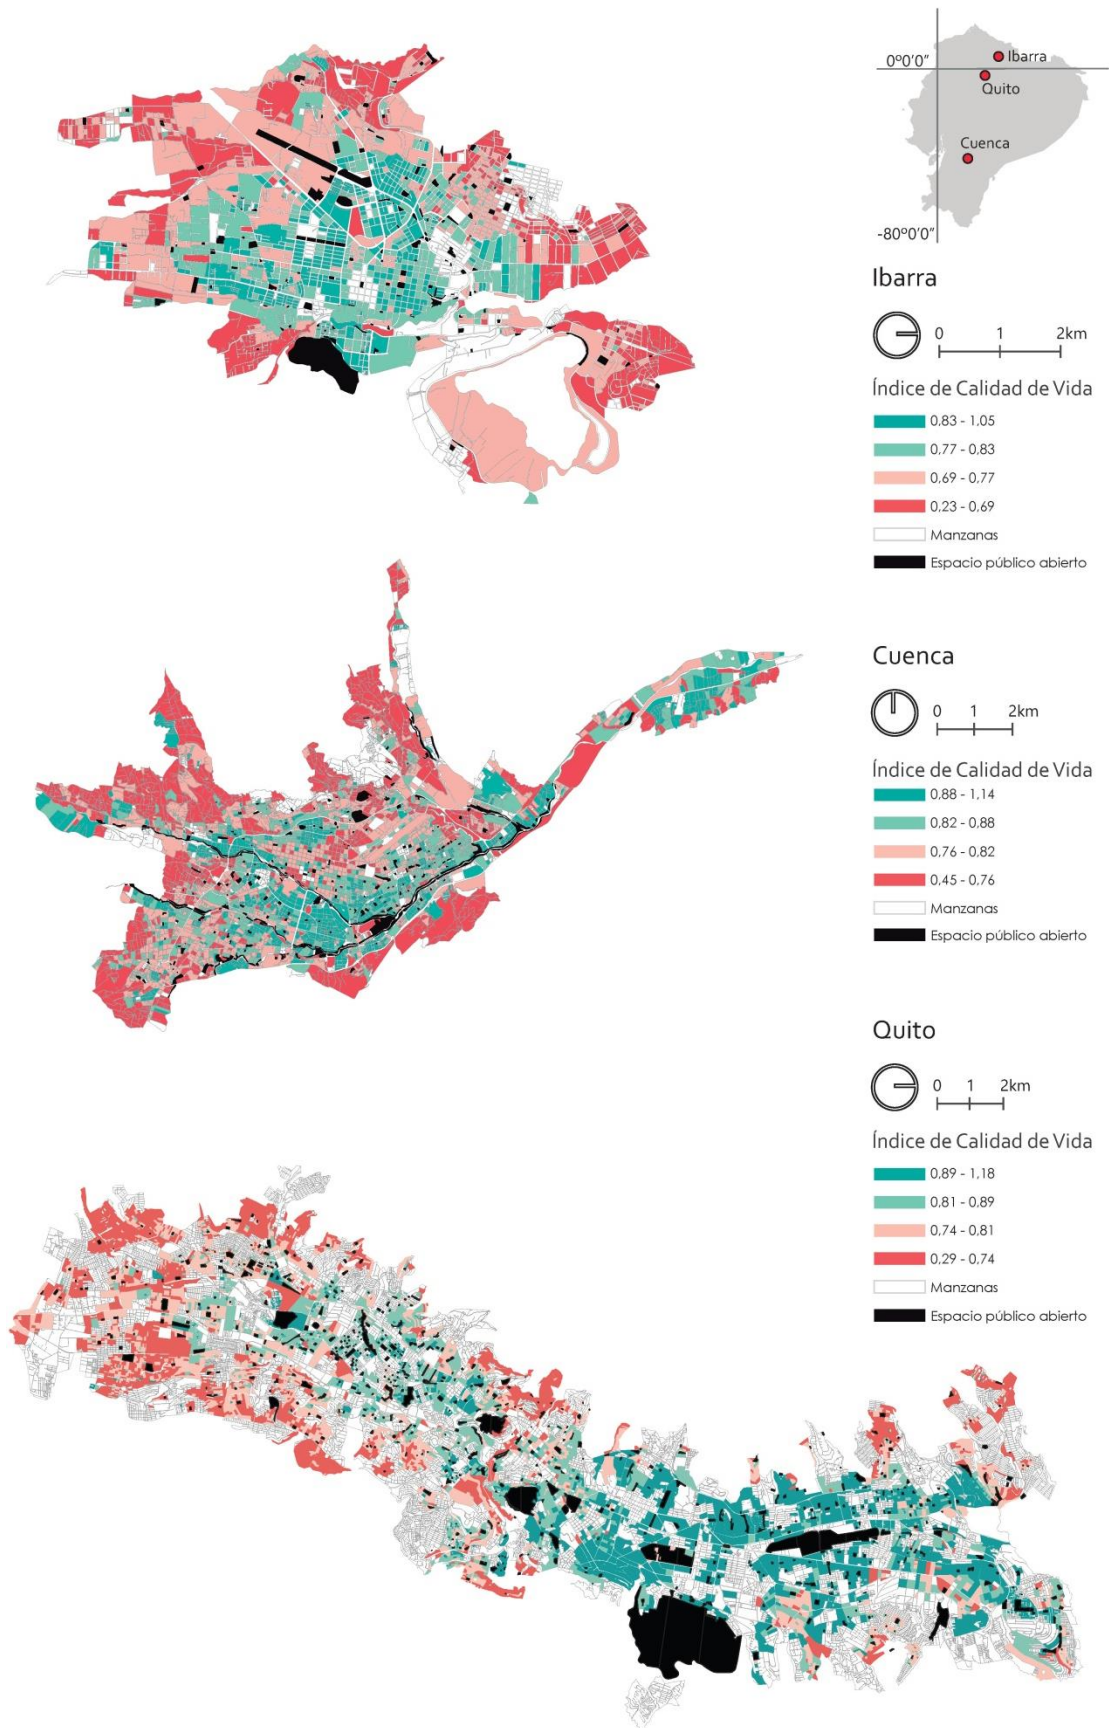 Ibarra
0º0'0"
Quito
Cuenca
-80º0'0"
Ibarra
0 1 2km
Índice de Calidad de Vida
0,83 - 1,05
0,77 - 0,83
0,69 - 0,77
0,23 - 0,69
Manzanas
Espacio público abierto
Cuenca
0 1 2km
Índice de Calidad de Vida
0,88 - 1,14
0,82 - 0,88
0,76 - 0,82
0,45 - 0,76
Manzanas
Espacio público abierto
Quito
0 1 2km
Índice de Calidad de Vida
0,89 - 1,18
0,81 - 0,89
0,74 - 0,81
0,29 - 0,74
Manzanas
Espacio público abierto